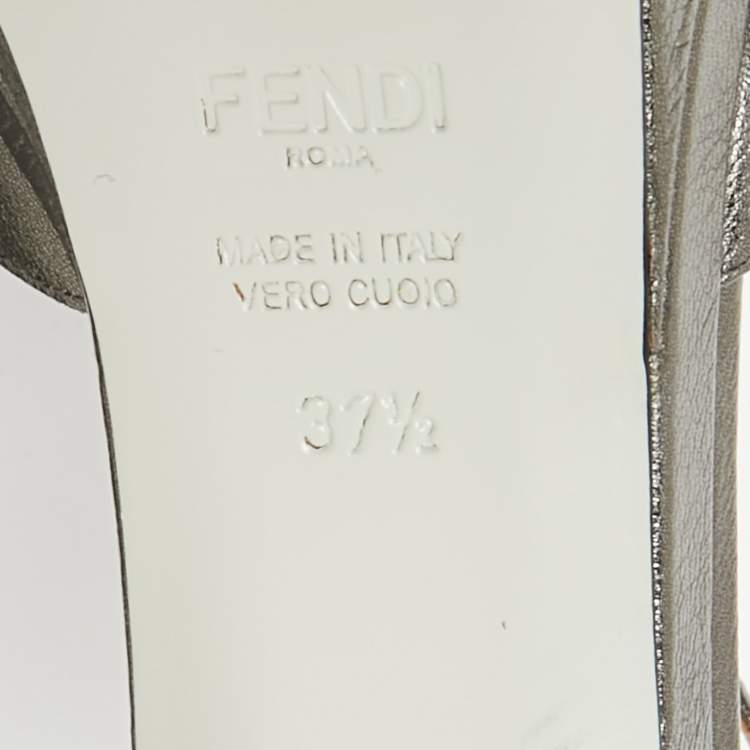 FENDI
ROMA
MADE IN ITALY
VERO CUOIO
37½